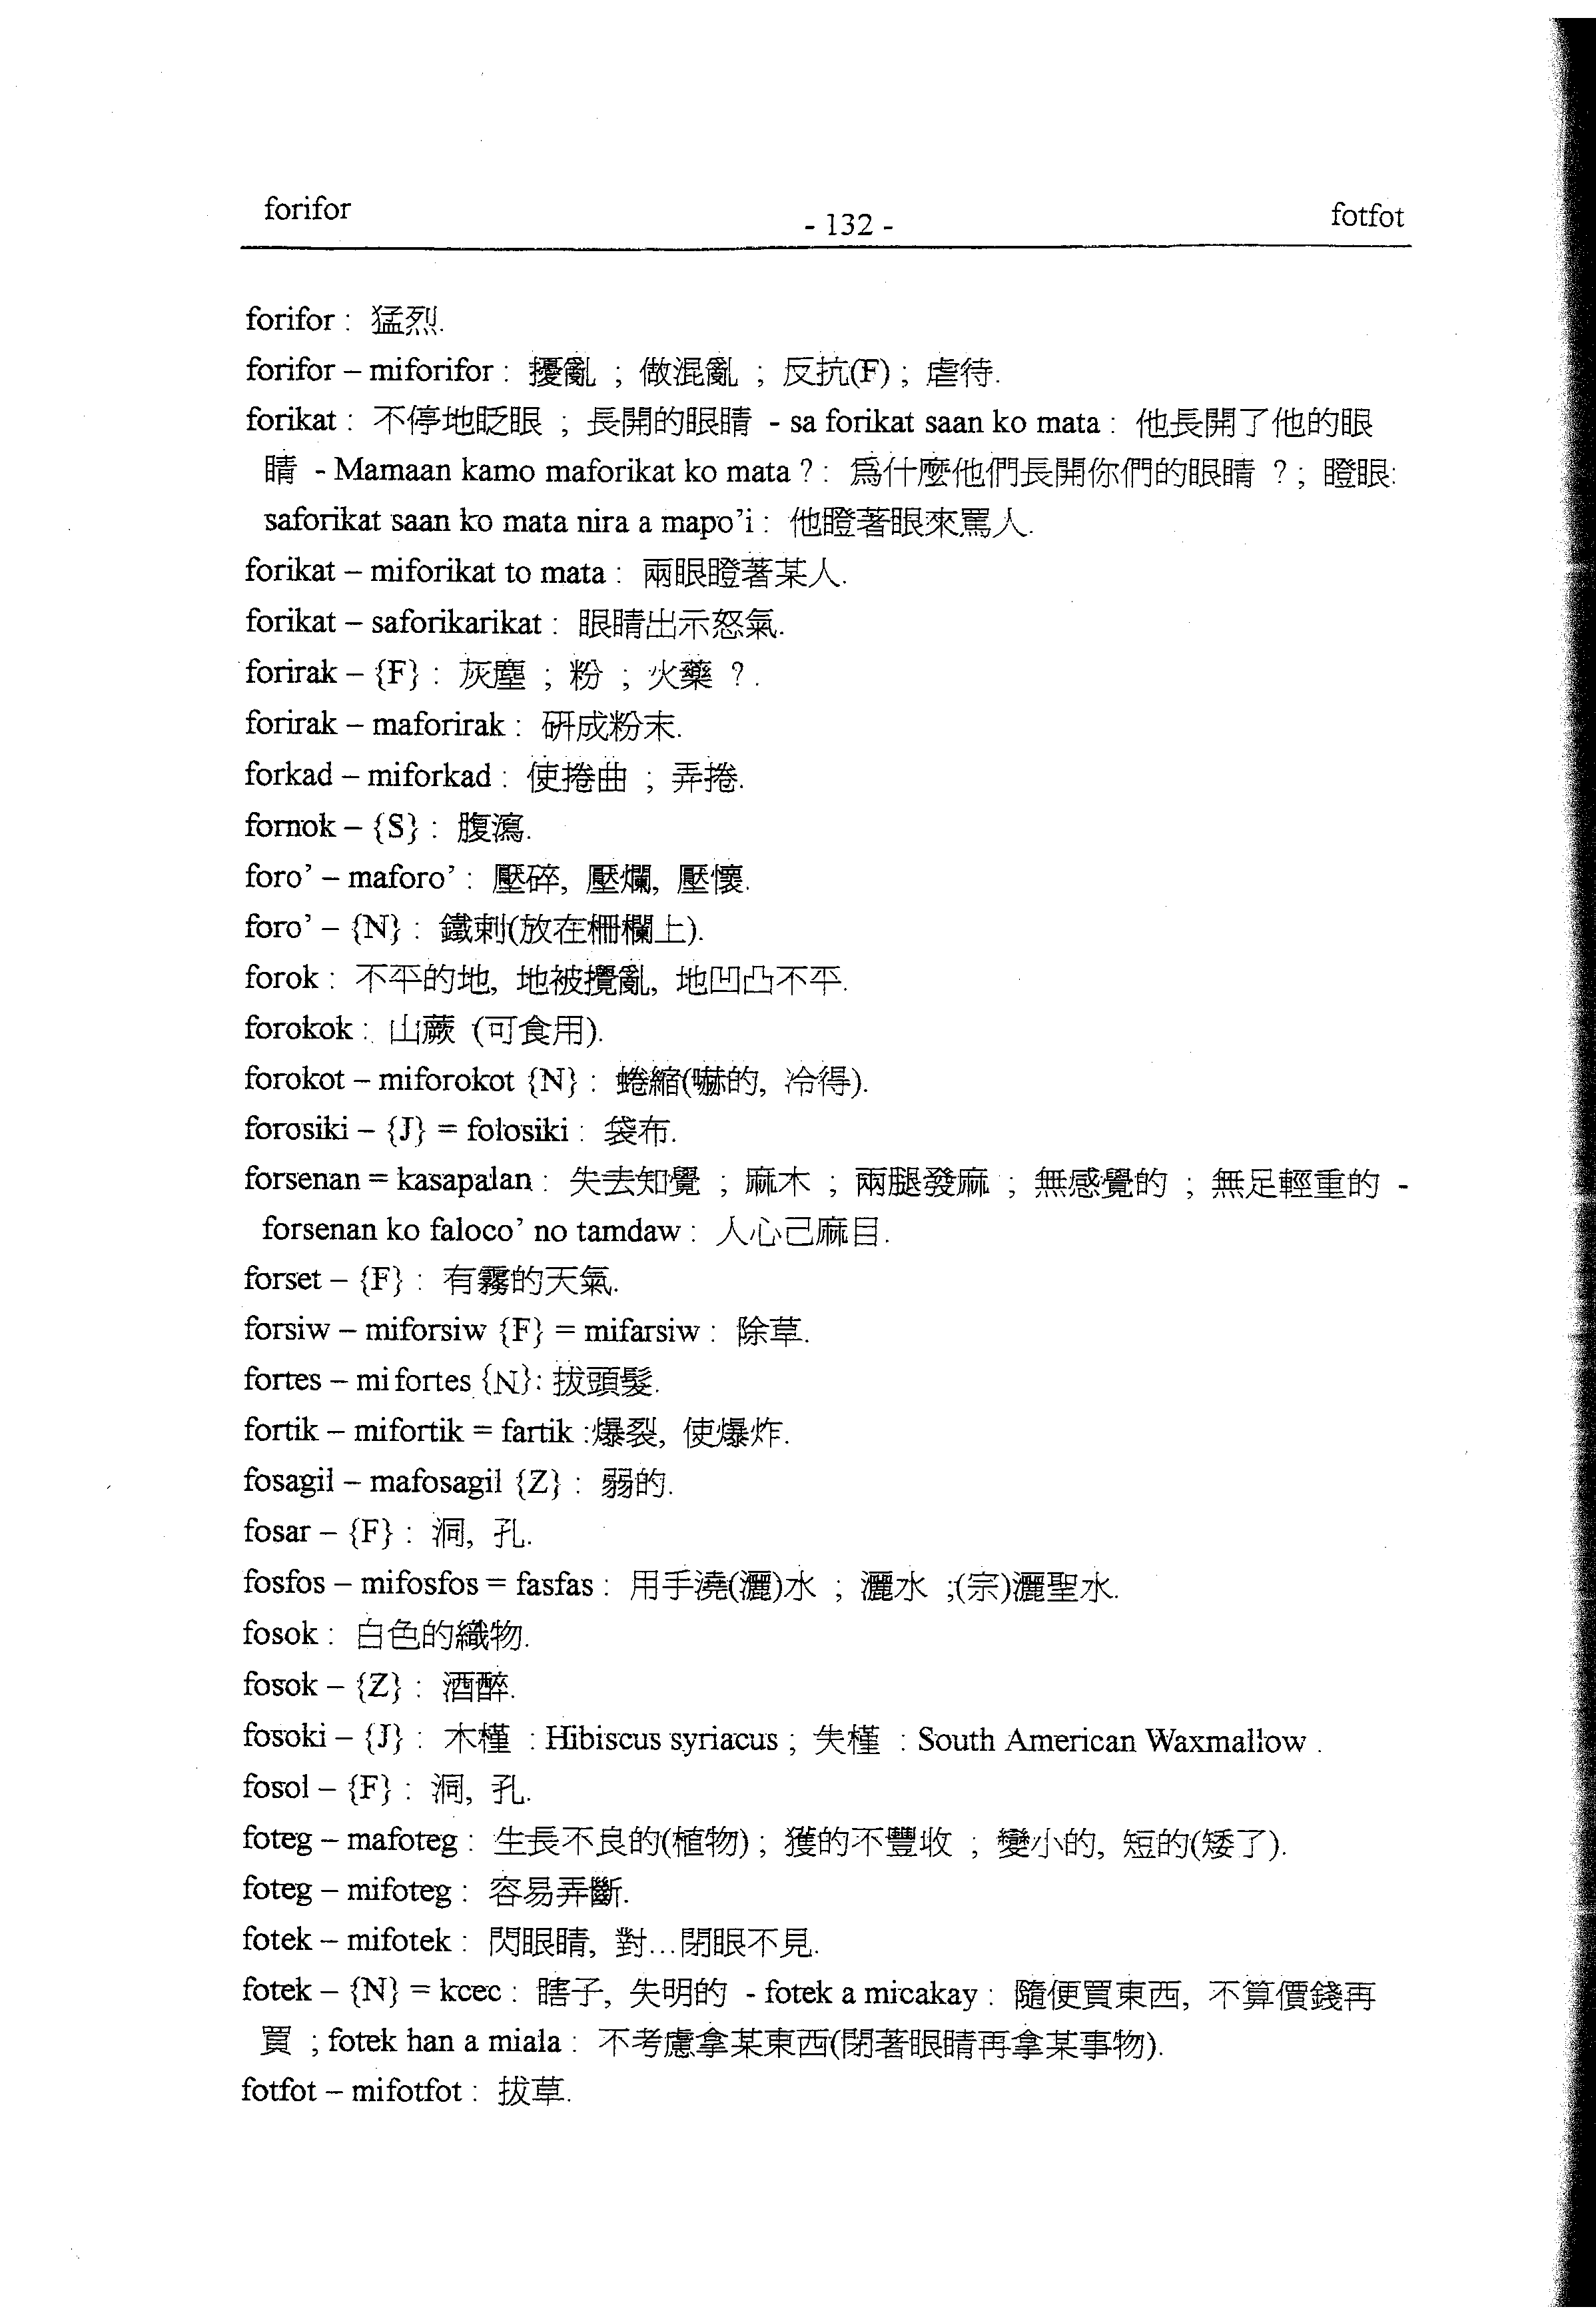 forifor
- 132 -
fotfot
forifor : 猛烈.
forifor – miforifor : 擾亂 ; 做混亂 ; 反抗(F) ; 虐待.
forikat : 不停地眨眼 ; 長開的眼睛 - sa forikat saan ko mata : 他長開了他的眼
睛 - Mamaan kamo maforikat ko mata ? : 爲什麼他們長開你們的眼睛 ? ; 瞪眼:
saforikat saan ko mata nira a mapo’i : 他瞪著眼來罵人.
forikat – miforikat to mata : 兩眼瞪著某人.
forikat – saforikarikat : 眼睛出示怒氣.
forirak – {F} : 灰塵 ; 粉 ; 火藥 ? .
forirak – maforirak : 研成粉末.
forkad – miforkad : 使捲曲 ; 弄捲.
fornok – {S} : 腹瀉.
foro’ – maforo’ : 壓碎, 壓爛, 壓懷.
foro’ – {N} : 鐵刺(放在柵欄上).
forok : 不平的地, 地被攪亂, 地凹凸不平.
forokok : 山蕨 (可食用).
forokot – miforokot {N} : 蜷縮(嚇的, 冷得).
forosiki – {J} = folosiki : 袋布.
forsenan = kasapalan : 失去知覺 ; 麻木 ; 兩腿發麻 ; 無感覺的 ; 無足輕重的 -
forsenan ko faloco’ no tamdaw : 人心己麻目.
forset – {F} : 有霧的天氣.
forsiw – miforsiw {F} = mifarsiw : 除草.
fortes – mi fortes {N}: 拔頭髮.
fortik – mifortik = fartik :爆裂, 使爆炸.
fosagil – mafosagil {Z} : 弱的.
fosar – {F} : 洞, 孔.
fosfos – mifosfos = fasfas : 用手澆(灑)水 ; 灑水 ;(宗)灑聖水.
fosok : 白色的織物.
fosok – {Z} : 酒醉.
fosoki – {J} : 木槿 : Hibiscus syriacus ; 失槿 : South American Waxmallow .
fosol – {F} : 洞, 孔.
foteg – mafoteg : 生長不良的(植物) ; 獲的不豐收 ; 變小的, 短的(矮了).
foteg – mifoteg : 容易弄斷.
fotek – mifotek : 閃眼睛, 對…閉眼不見.
fotek – {N} = kcec : 瞎子, 失明的 - fotek a micakay : 隨便買東西, 不算價錢再
買 ; fotek han a miala : 不考慮拿某東西(閉著眼睛再拿某事物).
fotfot – mifotfot : 拔草.